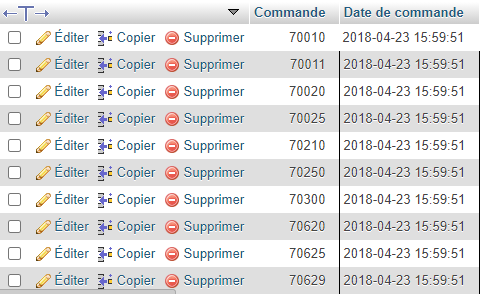 Commande Date de commande
Éditer Copier Supprimer 70010 2018-04-23 15:59:51
Éditer Copier Supprimer 70011 2018-04-23 15:59:51
Éditer Copier Supprimer 70020 2018-04-23 15:59:51
Éditer Copier Supprimer 70025 2018-04-23 15:59:51
Éditer Copier Supprimer 70210 2018-04-23 15:59:51
Éditer Copier Supprimer 70250 2018-04-23 15:59:51
Éditer Copier Supprimer 70300 2018-04-23 15:59:51
Éditer Copier Supprimer 70620 2018-04-23 15:59:51
Éditer Copier Supprimer 70625 2018-04-23 15:59:51
Éditer Copier Supprimer 70629 2018-04-23 15:59:51